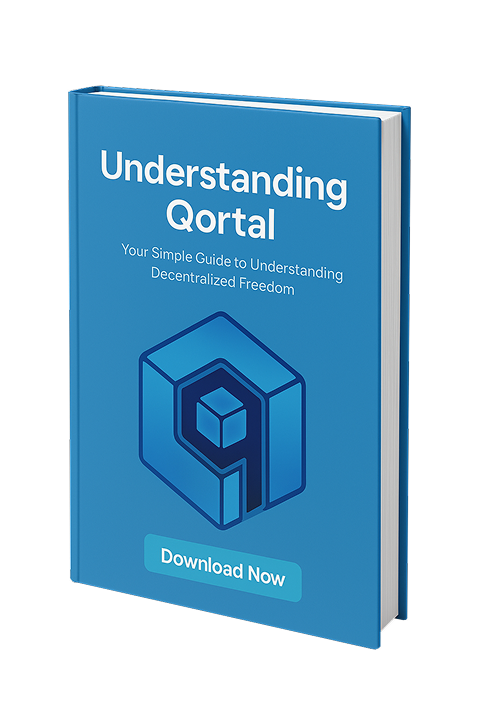 Understanding
Qortal
Your Simple Guide to Understanding
Decentralized Freedom
Download Now